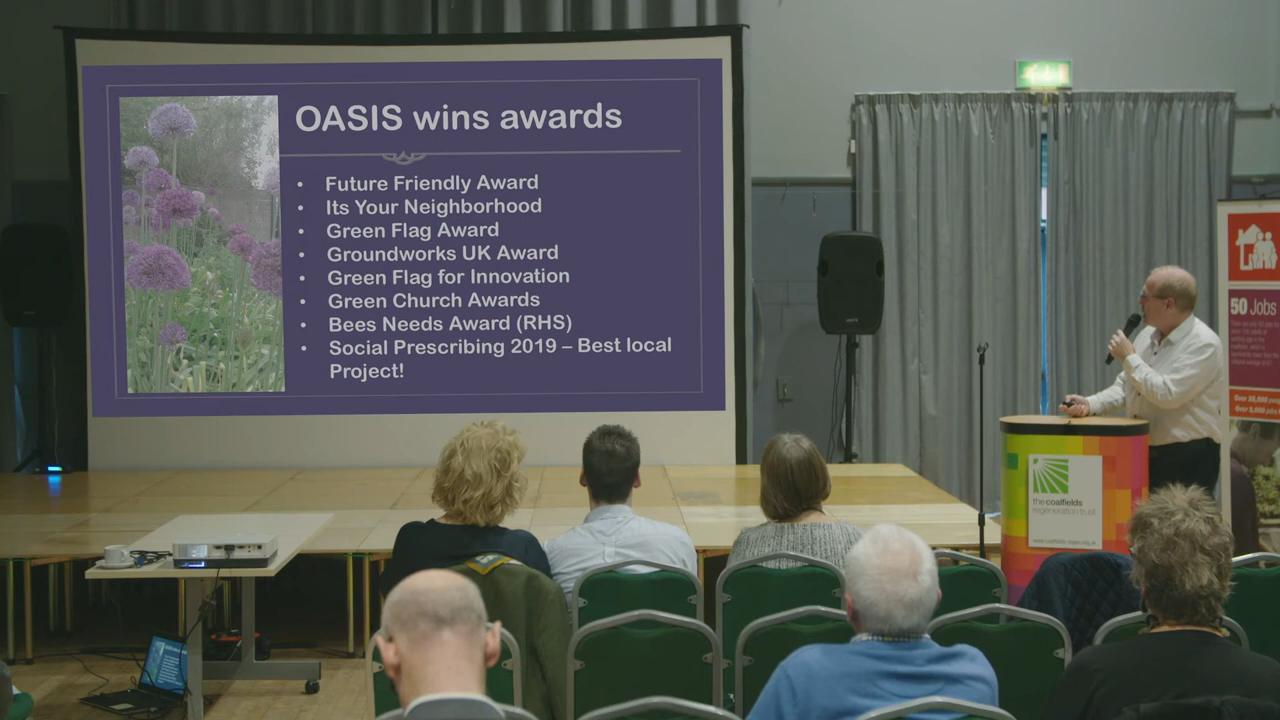 OASIS wins awards
• Future Friendly Award
• Its Your Neighborhood
• Green Flag Award
• Groundworks UK Award
• Green Flag for Innovation
• Green Church Awards
• Bees Needs Award (RHS)
• Social Prescribing 2019 – Best local
Project!
50 Jobs
the coalfields
regeneration trust